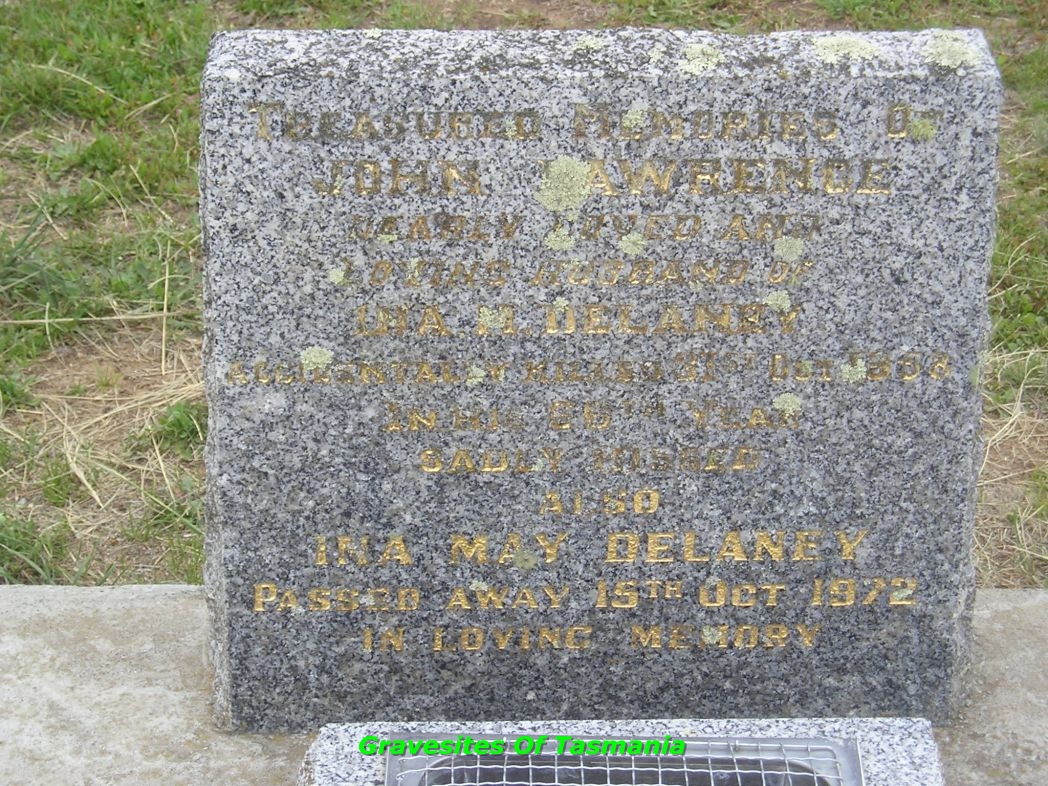 TREASURED MEMORIES OF
JOHN LAWRENCE
DEARLY LOVED AND
LOVING HUSBAND OF
INA M. DELANEY
ACCIDENTALLY KILLED 31ST OCT
IN HIS 56TH YEAR
SADLY MISSED
ALSO
INA MAY DELANEY
PASSED AWAY 15TH OCT 1972
IN LOVING MEMORY
Gravesites Of Tasmania